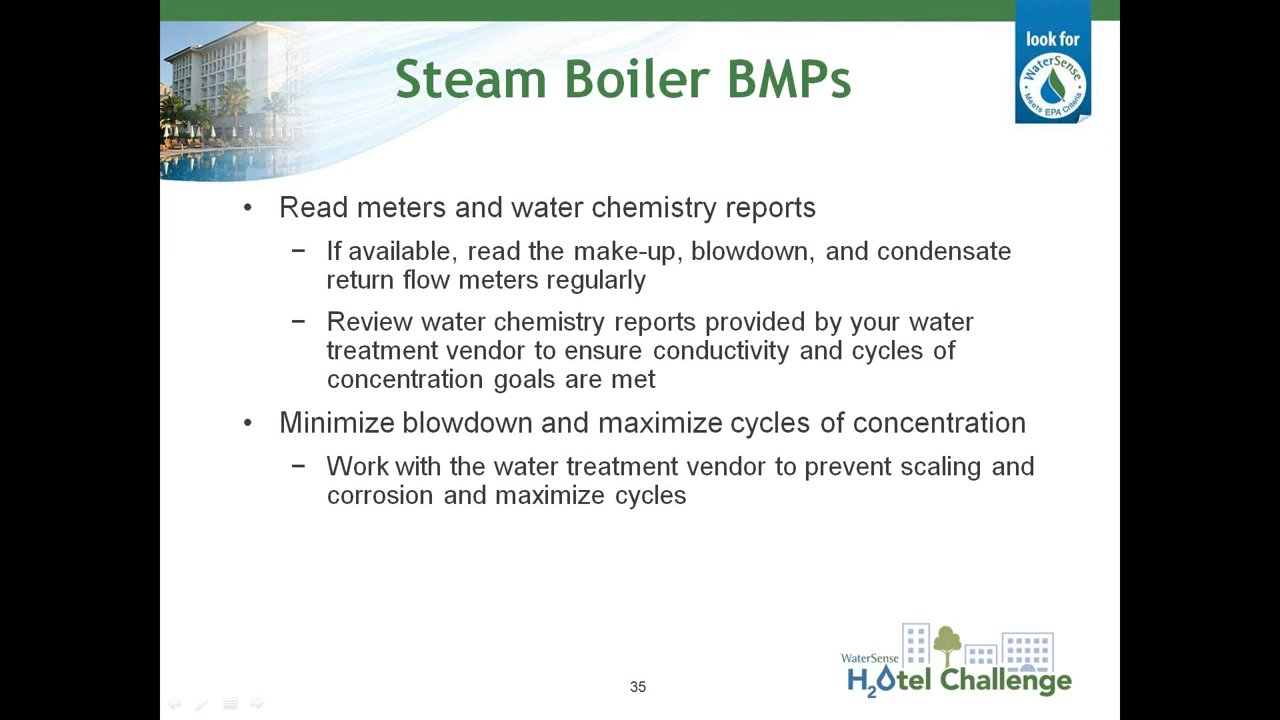 look for
WaterSense
Meets EPA Criteria
Steam Boiler BMPs
• Read meters and water chemistry reports
− If available, read the make-up, blowdown, and condensate
return flow meters regularly
− Review water chemistry reports provided by your water
treatment vendor to ensure conductivity and cycles of
concentration goals are met
• Minimize blowdown and maximize cycles of concentration
− Work with the water treatment vendor to prevent scaling and
corrosion and maximize cycles
WaterSense
H2Otel Challenge
35